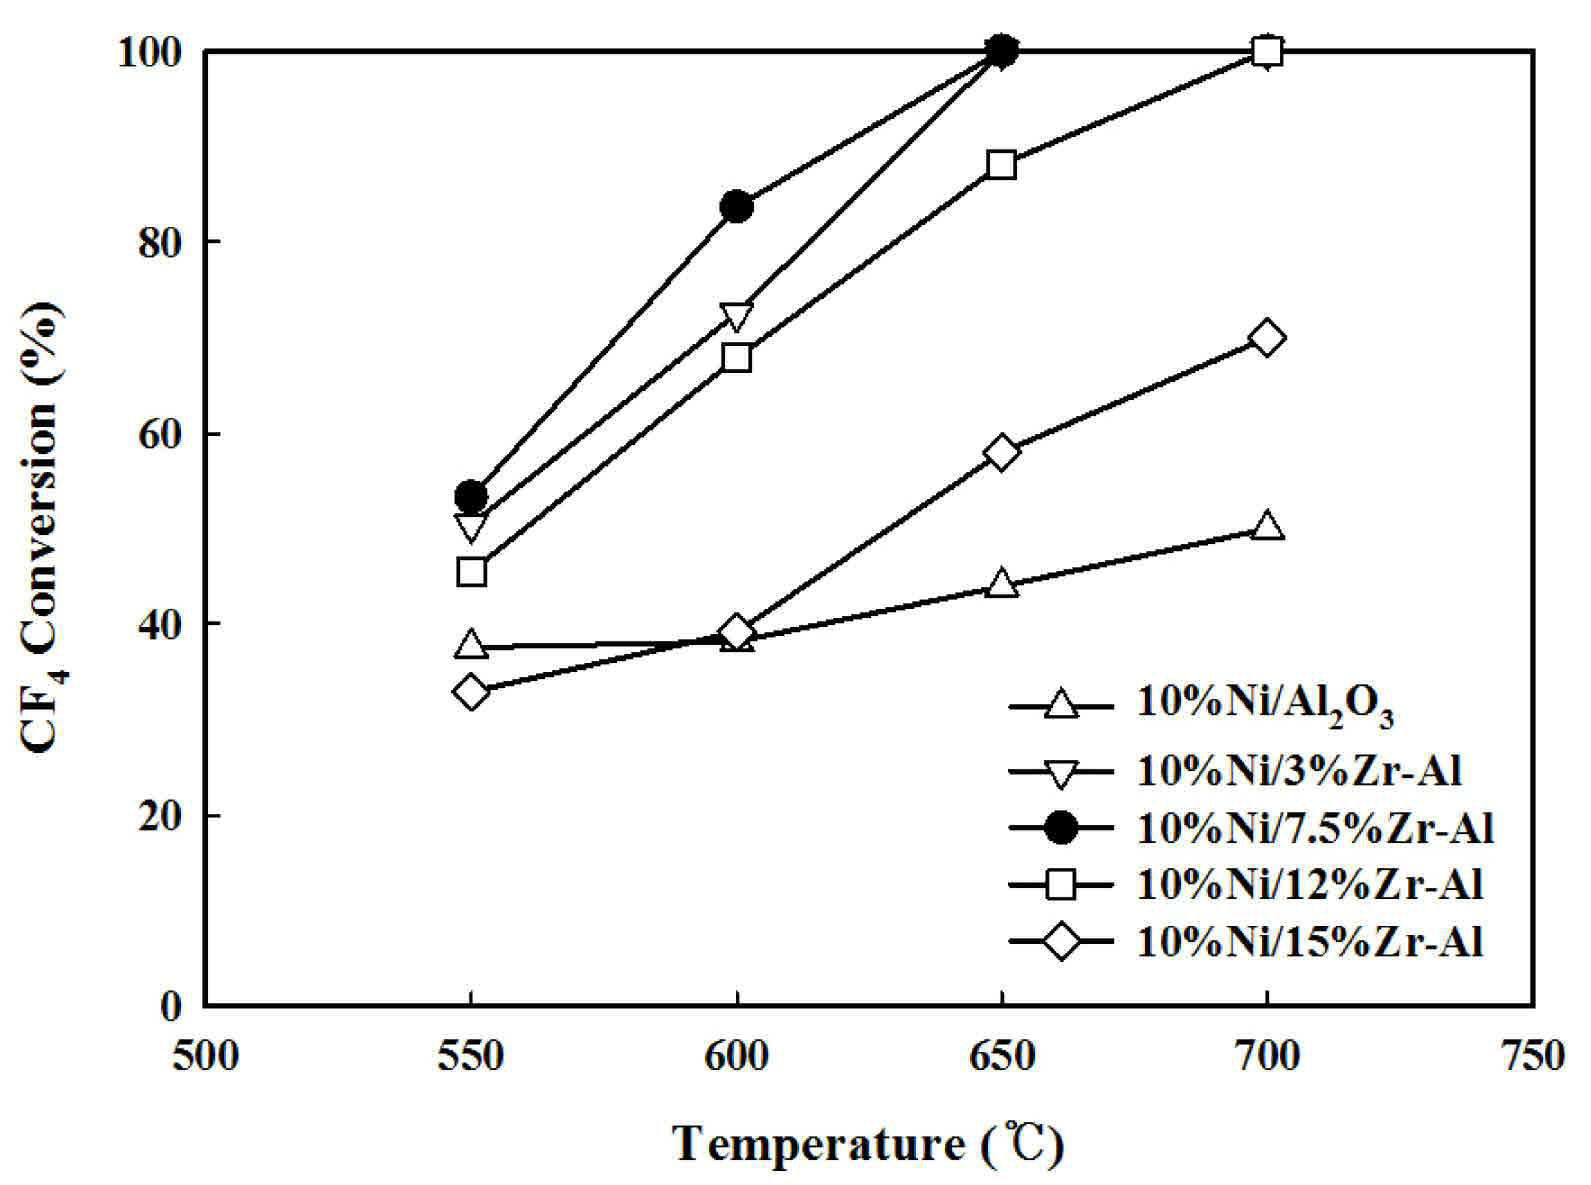 100
80
60
40
20
0
CF4 Conversion (%)
500 550 600 650 700 750
Temperature (℃)
10%Ni/Al2O3
10%Ni/3%Zr-Al
10%Ni/7.5%Zr-Al
10%Ni/12%Zr-Al
10%Ni/15%Zr-Al